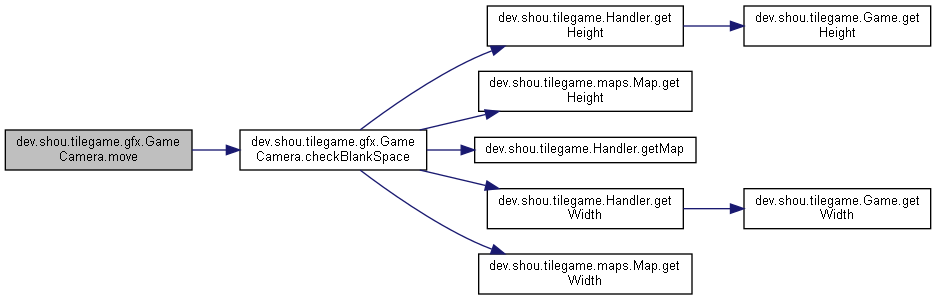 dev.shou.tilegame.gfx.Game
Camera.move
dev.shou.tilegame.gfx.Game
Camera.checkBlankSpace
dev.shou.tilegame.Handler.get
Height
dev.shou.tilegame.Game.get
Height
dev.shou.tilegame.maps.Map.get
Height
dev.shou.tilegame.Handler.getMap
dev.shou.tilegame.Handler.get
Width
dev.shou.tilegame.Game.get
Width
dev.shou.tilegame.maps.Map.get
Width